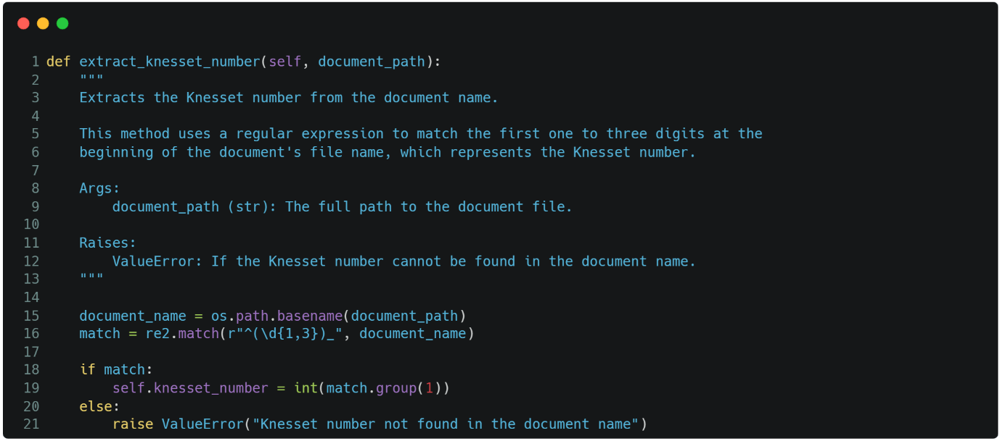 1 def extract_knesset_number(self, document_path):
2     """
3     Extracts the Knesset number from the document name.
4
5     This method uses a regular expression to match the first one to three digits at the
6     beginning of the document's file name, which represents the Knesset number.
7
8     Args:
9         document_path (str): The full path to the document file.
10
11     Raises:
12         ValueError: If the Knesset number cannot be found in the document name.
13     """
14
15     document_name = os.path.basename(document_path)
16     match = re2.match(r"^(\d{1,3})_", document_name)
17
18     if match:
19         self.knesset_number = int(match.group(1))
20     else:
21         raise ValueError("Knesset number not found in the document name")